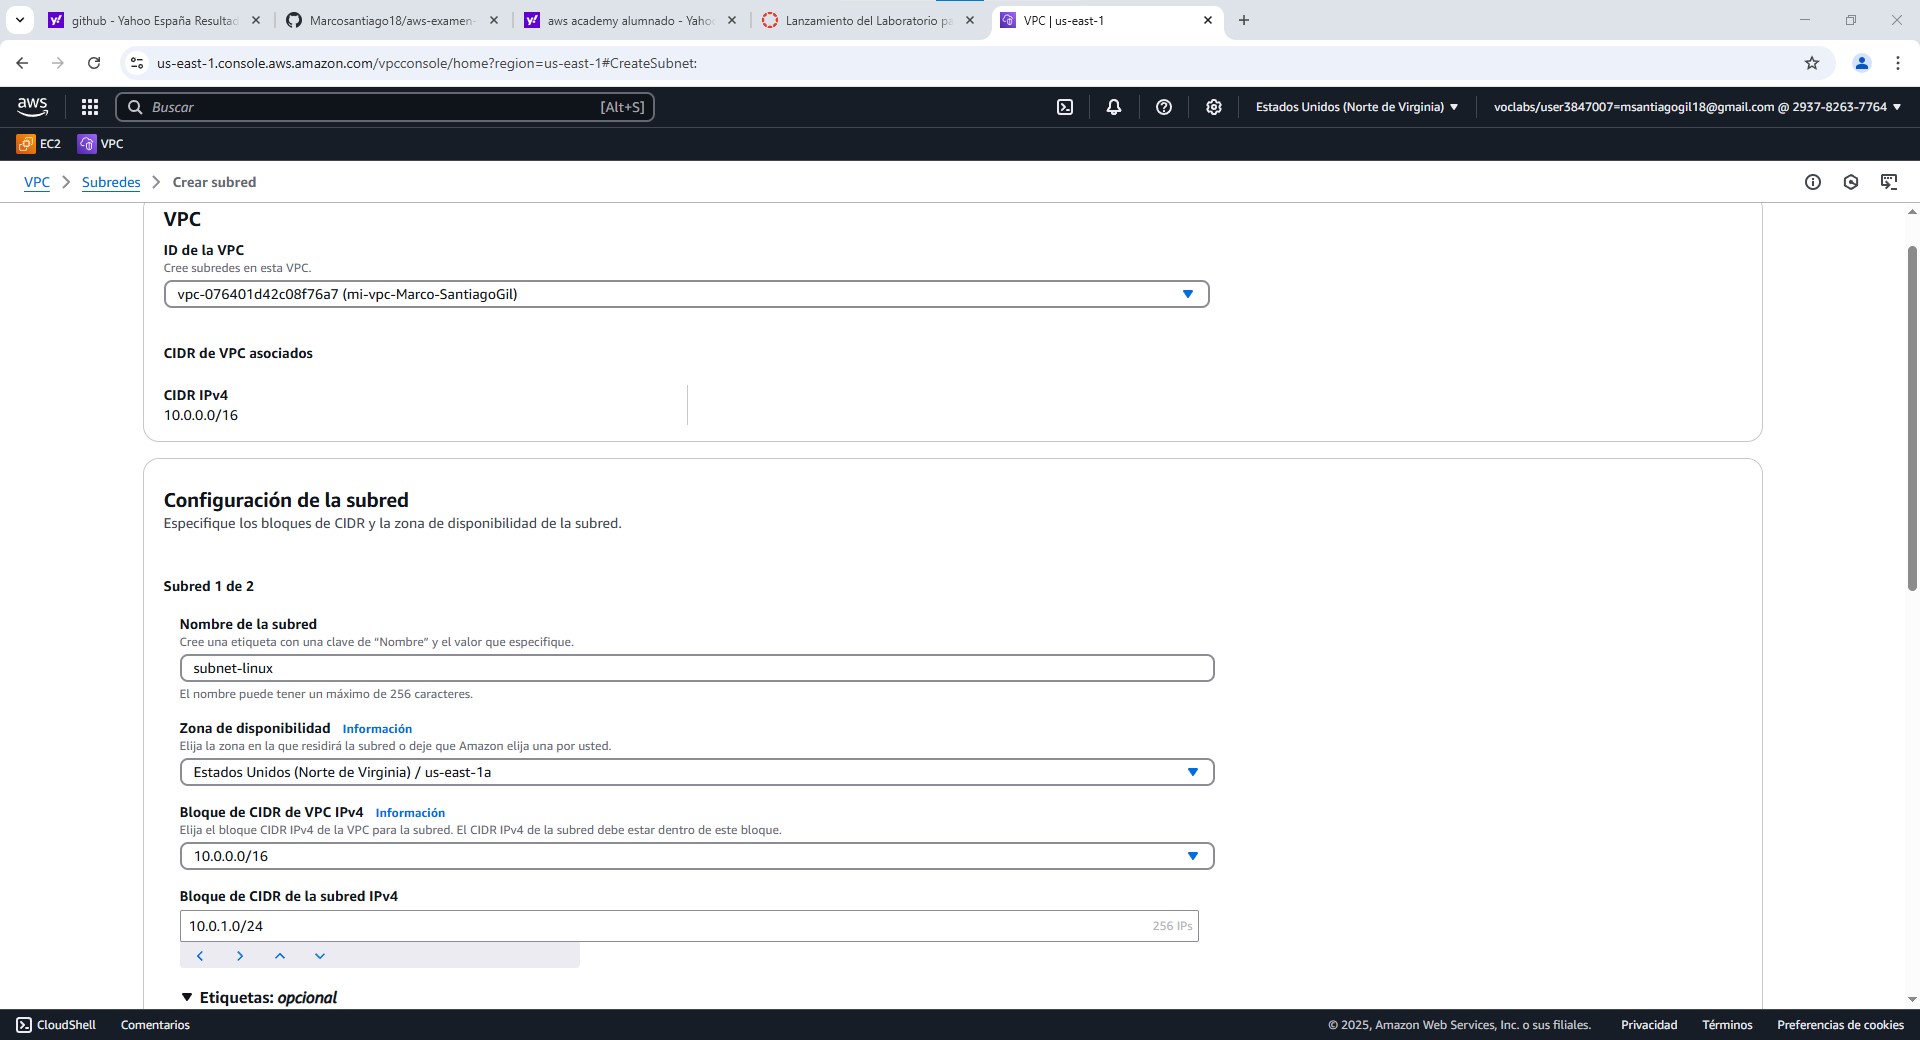 github - Yahoo España Resultad
Marcosantiago18/aws-examen-
aws academy alumnado - Yaho
Lanzamiento del Laboratorio pa
VPC | us-east-1
us-east-1.console.aws.amazon.com/vpcconsole/home?region=us-east-1#CreateSubnet:
aws
Buscar
[Alt+S]
Estados Unidos (Norte de Virginia)
voclabs/user3847007=msantiagogil18@gmail.com @ 2937-8263-7764
EC2
VPC
VPC
Subredes
Crear subred
VPC
ID de la VPC
Cree subredes en esta VPC.
vpc-076401d42c08f76a7 (mi-vpc-Marco-SantiagoGil)
CIDR de VPC asociados
CIDR IPv4
10.0.0.0/16
Configuración de la subred
Especifique los bloques de CIDR y la zona de disponibilidad de la subred.
Subred 1 de 2
Nombre de la subred
Cree una etiqueta con una clave de “Nombre” y el valor que especifique.
subnet-linux
El nombre puede tener un máximo de 256 caracteres.
Zona de disponibilidad Información
Elija la zona en la que residirá la subred o deje que Amazon elija una por usted.
Estados Unidos (Norte de Virginia) / us-east-1a
Bloque de CIDR de VPC IPv4 Información
Elija el bloque CIDR IPv4 de la VPC para la subred. El CIDR IPv4 de la subred debe estar dentro de este bloque.
10.0.0.0/16
Bloque de CIDR de la subred IPv4
10.0.1.0/24
256 IPs
Etiquetas: opcional
CloudShell
Comentarios
© 2025, Amazon Web Services, Inc. o sus filiales.
Privacidad
Términos
Preferencias de cookies